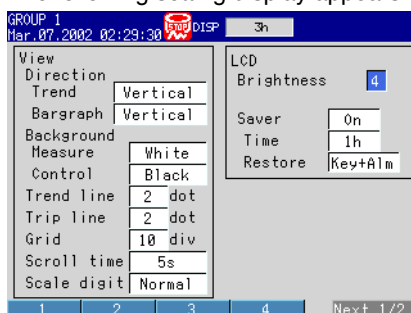 GROUP 1
Mar.07.2002 02:29:30 STOP DISP 3h
View
Direction
Trend Vertical
Bargraph Vertical
Background
Measure White
Control Black
Trend line 2 dot
Trip line 2 dot
Grid 10 div
Scroll time 5s
Scale digit Normal
LCD
Brightness 4
Saver On
Time 1h
Restore Key+Alm
1 2 3 4 Next 1/2